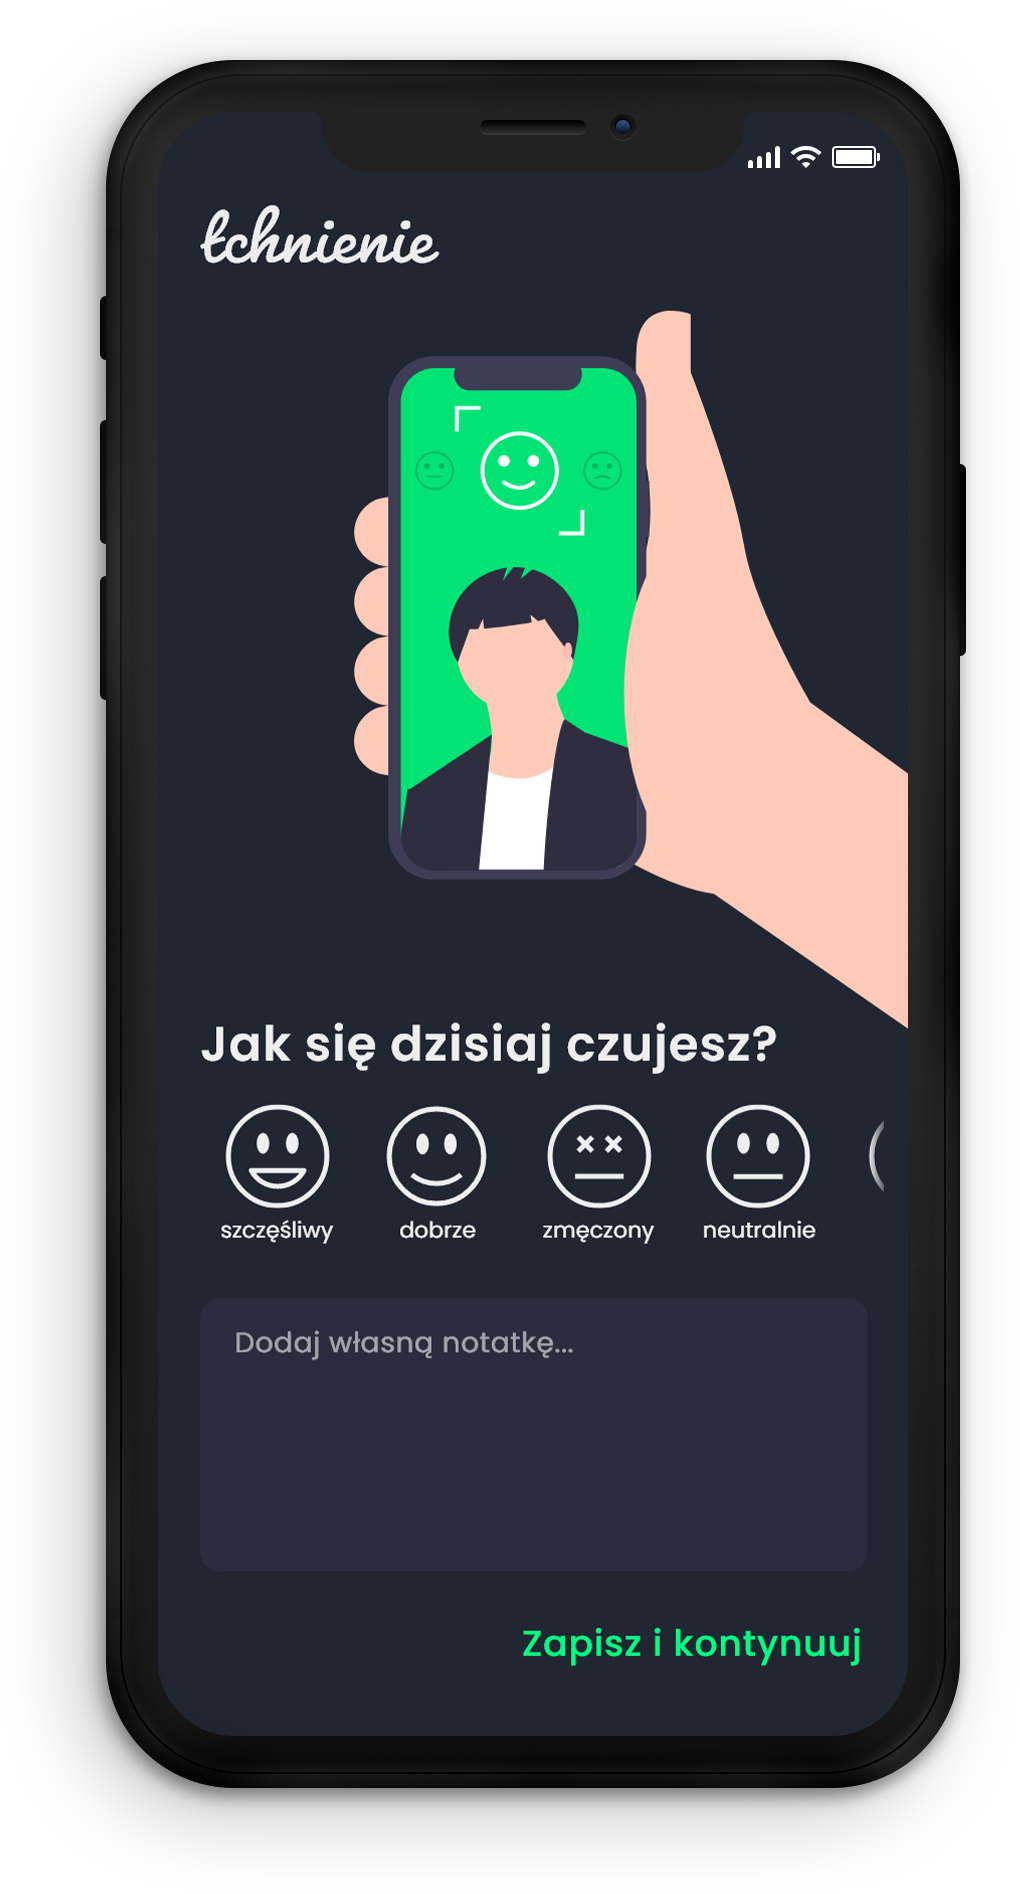 tchnienie
Jak się dzisiaj czujesz?
szczęśliwy dobrze zmęczony neutralnie
Dodaj własną notatkę...
Zapisz i kontynuuj